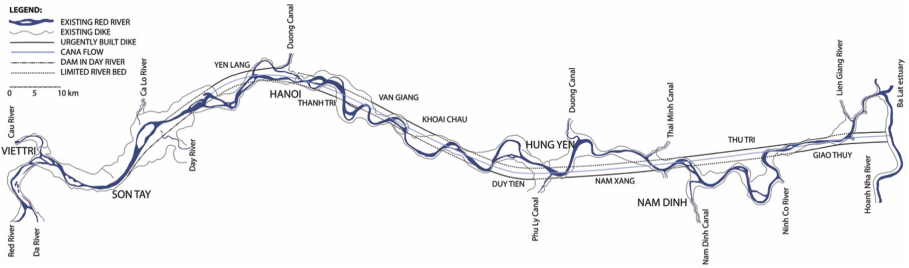 LEGEND:
EXISTING RED RIVER
EXISTING DIKE
URGENTLY BUILT DIKE
CANA FLOW
DAM IN DAY RIVER
LIMITED RIVER BED
0 5 10 km
Cau River
VIETTRI
Red River
Da River
SON TAY
Ca Lo River
Day River
YEN LANG
Duong Canal
HANOI
THANH TRI
VAN GIANG
KHOAI CHAU
DUY TIEN
HUNG YEN
Duong Canal
Phu Ly Canal
NAM XANG
Thai Minh Canal
NAM DINH
Nam Dinh Canal
THU TRI
Ninh Co River
GIAO THUY
Lien Giang River
Hoanh Nha River
Ba Lat estuary